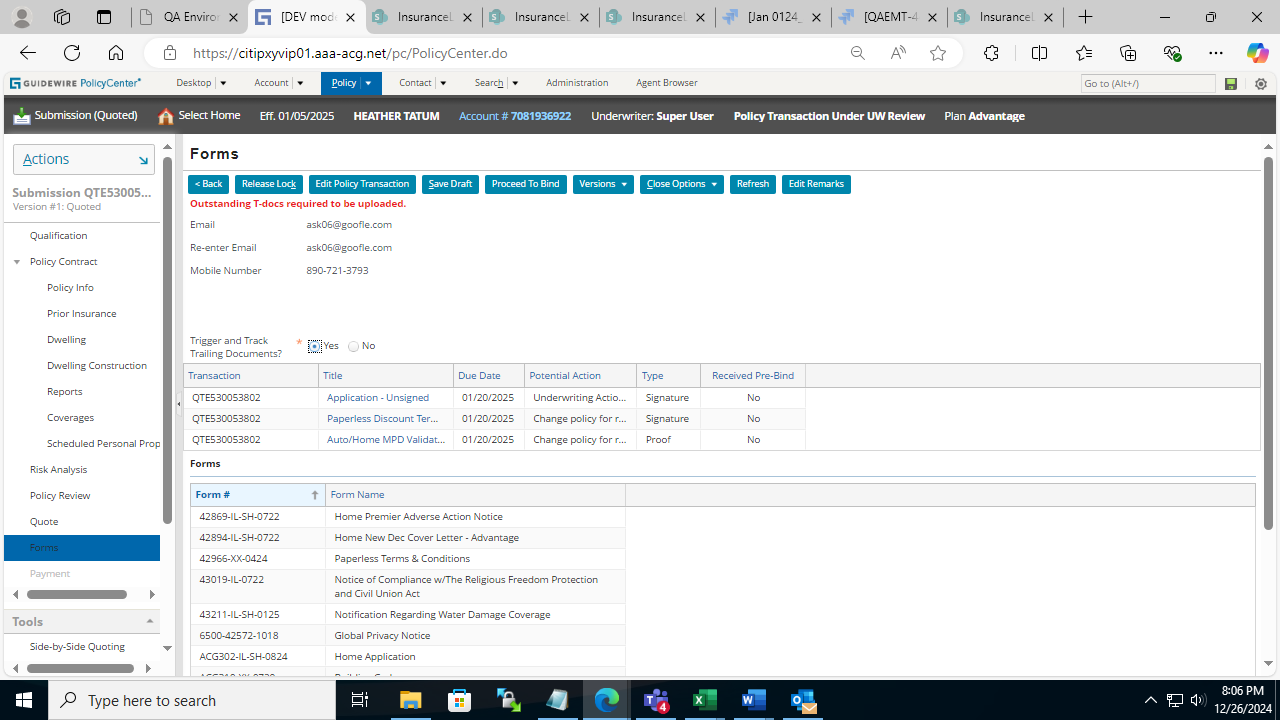 QA Environ
[DEV mode
InsuranceL
InsuranceL
InsuranceL
[Jan 0124_
[QAEMT-4
InsuranceL
https://citipxyvip01.aaa-acg.net/pc/PolicyCenter.do
GUIDEWIRE PolicyCenter
Desktop
Account
Policy
Contact
Search
Administration
Agent Browser
Go to (Alt+/)
Submission (Quoted)
Select Home
Eff. 01/05/2025
HEATHER TATUM
Account # 7081936922
Underwriter: Super User
Policy Transaction Under UW Review
Plan Advantage
Actions
Submission QTE53005...
Version #1: Quoted
Qualification
Policy Contract
Policy Info
Prior Insurance
Dwelling
Dwelling Construction
Reports
Coverages
Scheduled Personal Prop
Risk Analysis
Policy Review
Quote
Forms
Payment
Tools
Side-by-Side Quoting
Forms
< Back
Release Lock
Edit Policy Transaction
Save Draft
Proceed To Bind
Versions
Close Options
Refresh
Edit Remarks
Outstanding T-docs required to be uploaded.
Email ask06@goofle.com
Re-enter Email ask06@goofle.com
Mobile Number 890-721-3793
Trigger and Track
Trailing Documents?
* Yes No
Transaction Title Due Date Potential Action Type Received Pre-Bind
QTE530053802 Application - Unsigned 01/20/2025 Underwriting Actio... Signature No
QTE530053802 Paperless Discount Ter... 01/20/2025 Change policy for r... Signature No
QTE530053802 Auto/Home MPD Validat... 01/20/2025 Change policy for r... Proof No
Forms
Form # Form Name
42869-IL-SH-0722 Home Premier Adverse Action Notice
42894-IL-SH-0722 Home New Dec Cover Letter - Advantage
42966-XX-0424 Paperless Terms & Conditions
43019-IL-0722 Notice of Compliance w/The Religious Freedom Protection
and Civil Union Act
43211-IL-SH-0125 Notification Regarding Water Damage Coverage
6500-42572-1018 Global Privacy Notice
ACG302-IL-SH-0824 Home Application
Type here to search
4
8:06 PM
12/26/2024